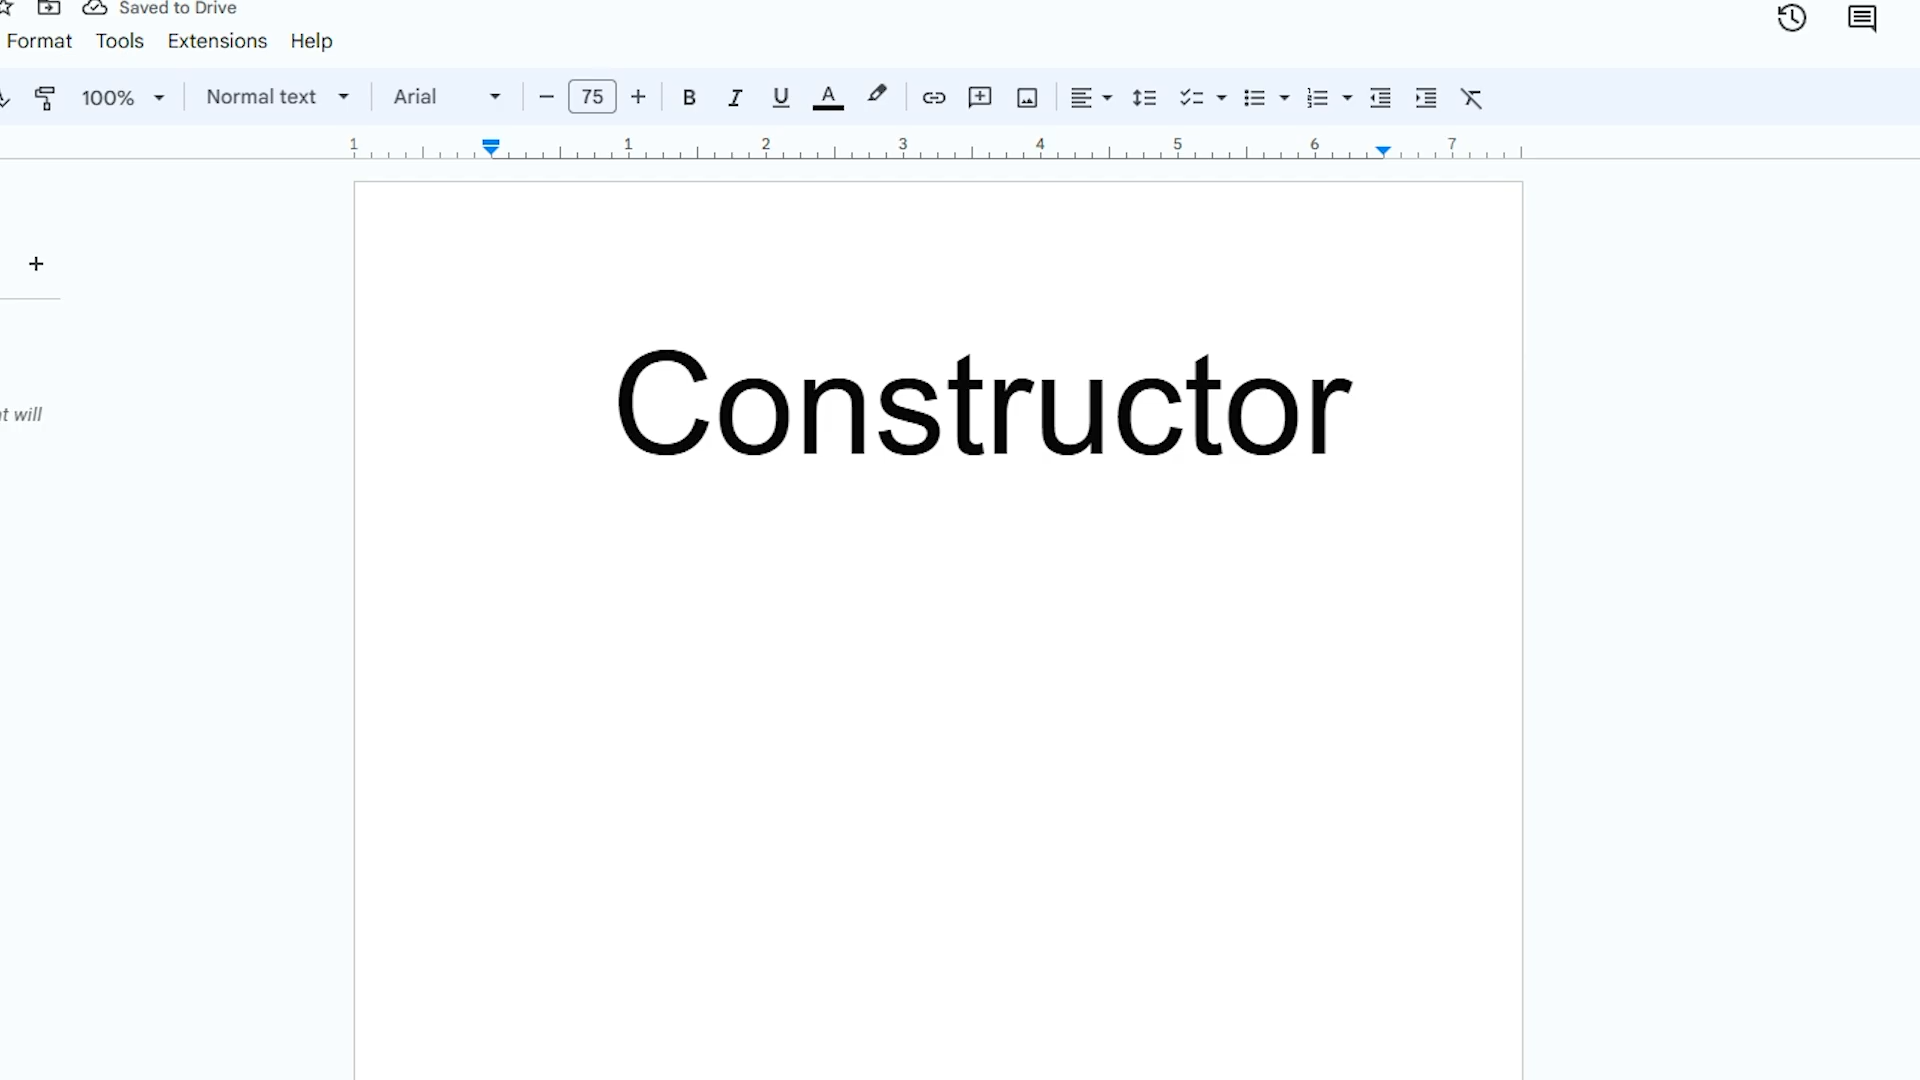 Saved to Drive
Format Tools Extensions Help
100% Normal text Arial 75 B I U A
1 1 2 3 4 5 6 7
Constructor
t will